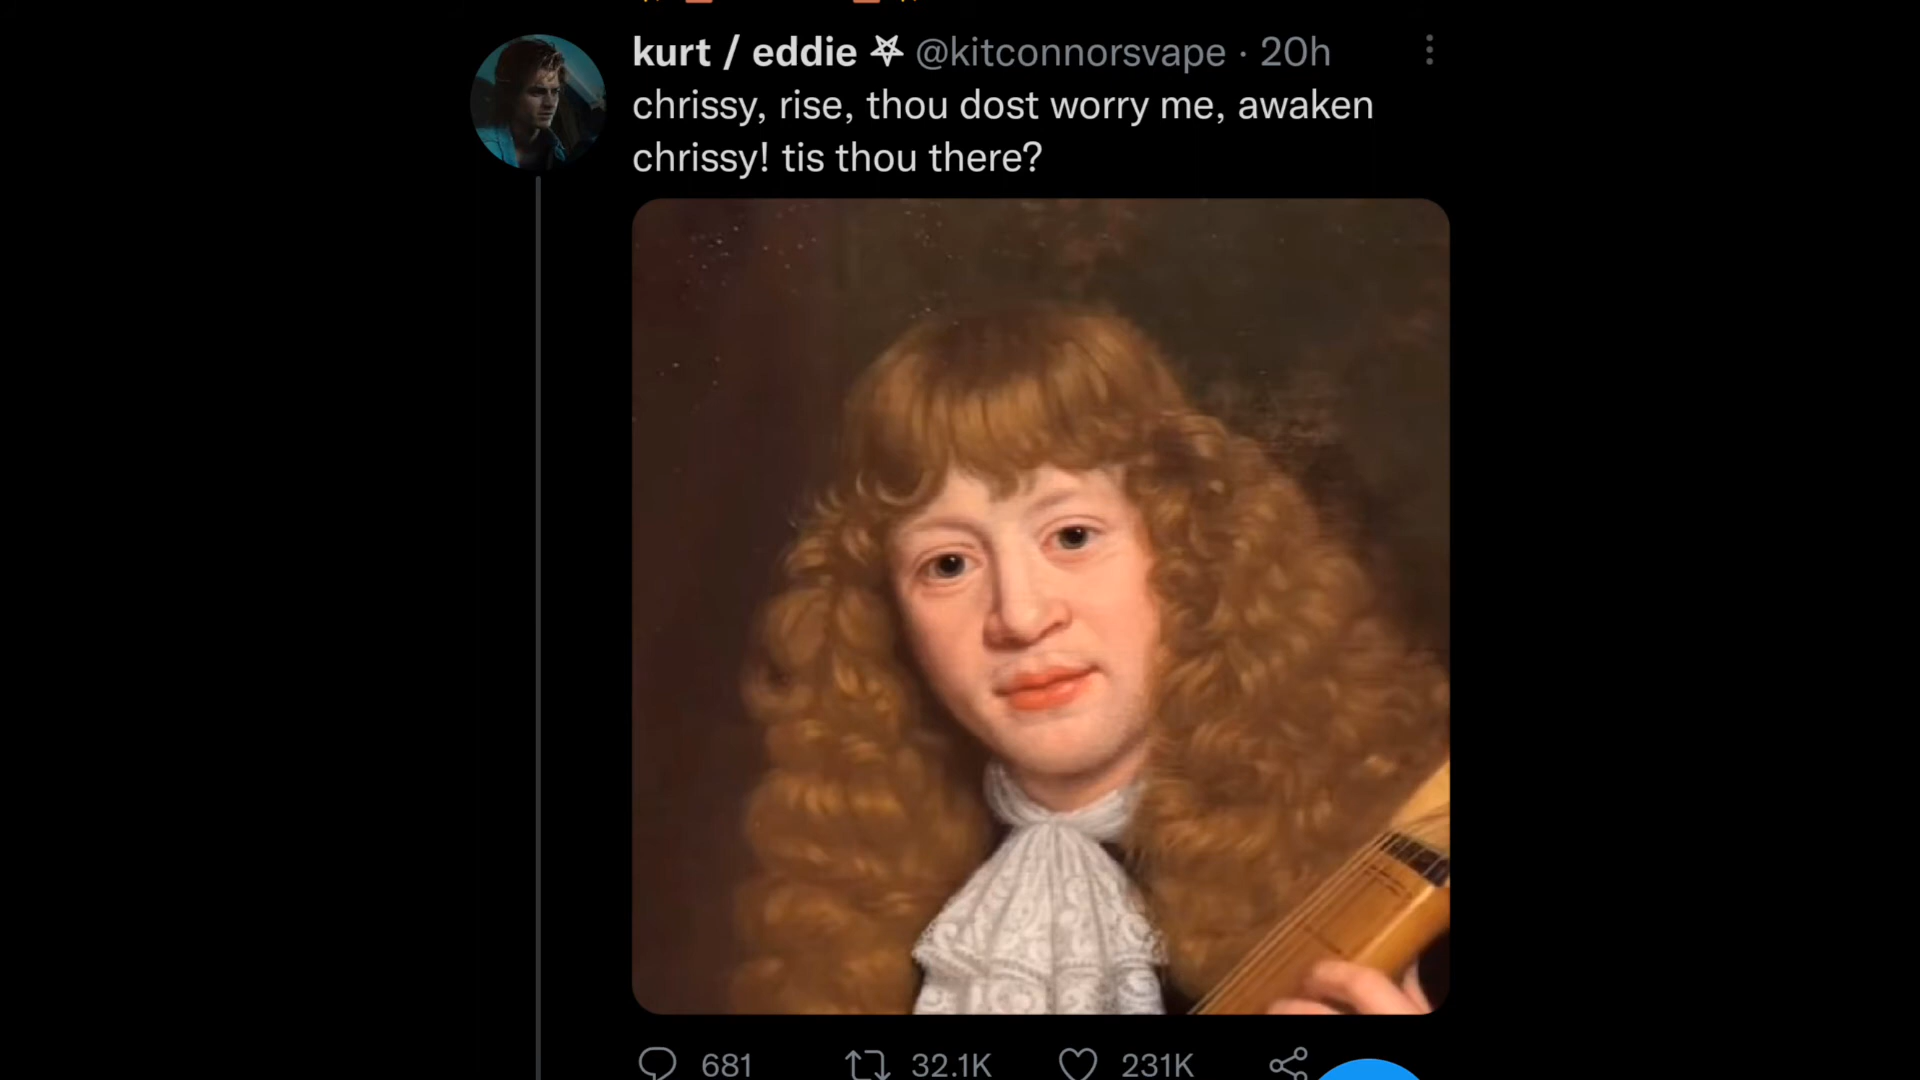 kurt / eddie ⛧ @kitconnorsvape · 20h
chrissy, rise, thou dost worry me, awaken
chrissy! tis thou there?
681 32.1K 231K